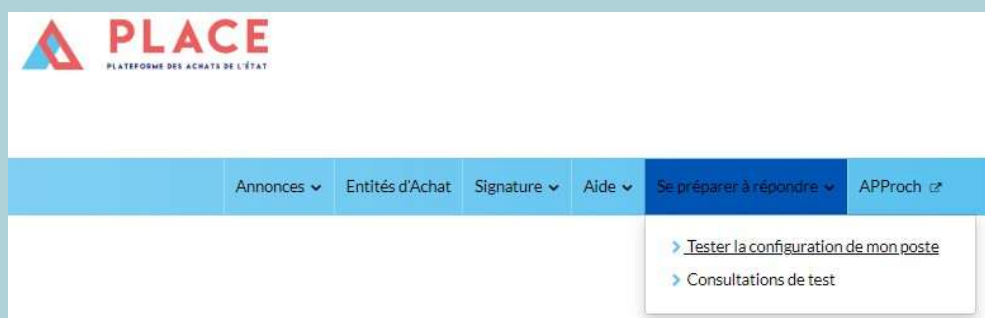 PLACE
PLATEFORME DES ACHATS DE L'ÉTAT
Annonces Entités d'Achat Signature Aide Se préparer à répondre APProch
Tester la configuration de mon poste
Consultations de test